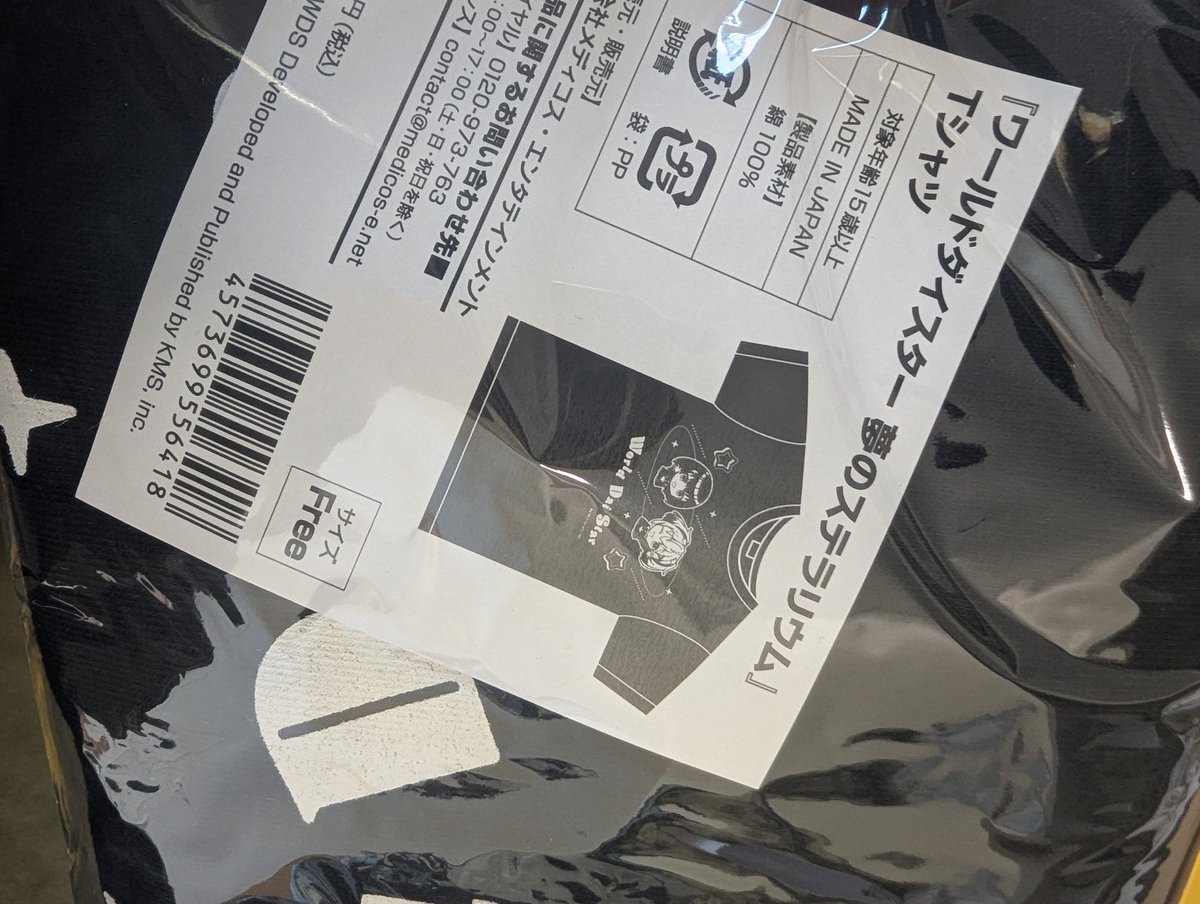 『ワールドダイスター 夢のステラリウム』
Tシャツ
対象年齢 15歳以上
MADE IN JAPAN
【製品素材】
綿 100%
説明書
プラ
袋：PP
元・販売元】
会社メディコス・エンタテインメント
品に関するお問い合わせ先■
イヤル】0120-973-763
:00~17:00（土・日 祝日を除く）
ス】contact@medicos-e.net
World Dai Star
サイズ
Free
円（税込）
WDS Developed and Published by KMS, inc.
4573699556418